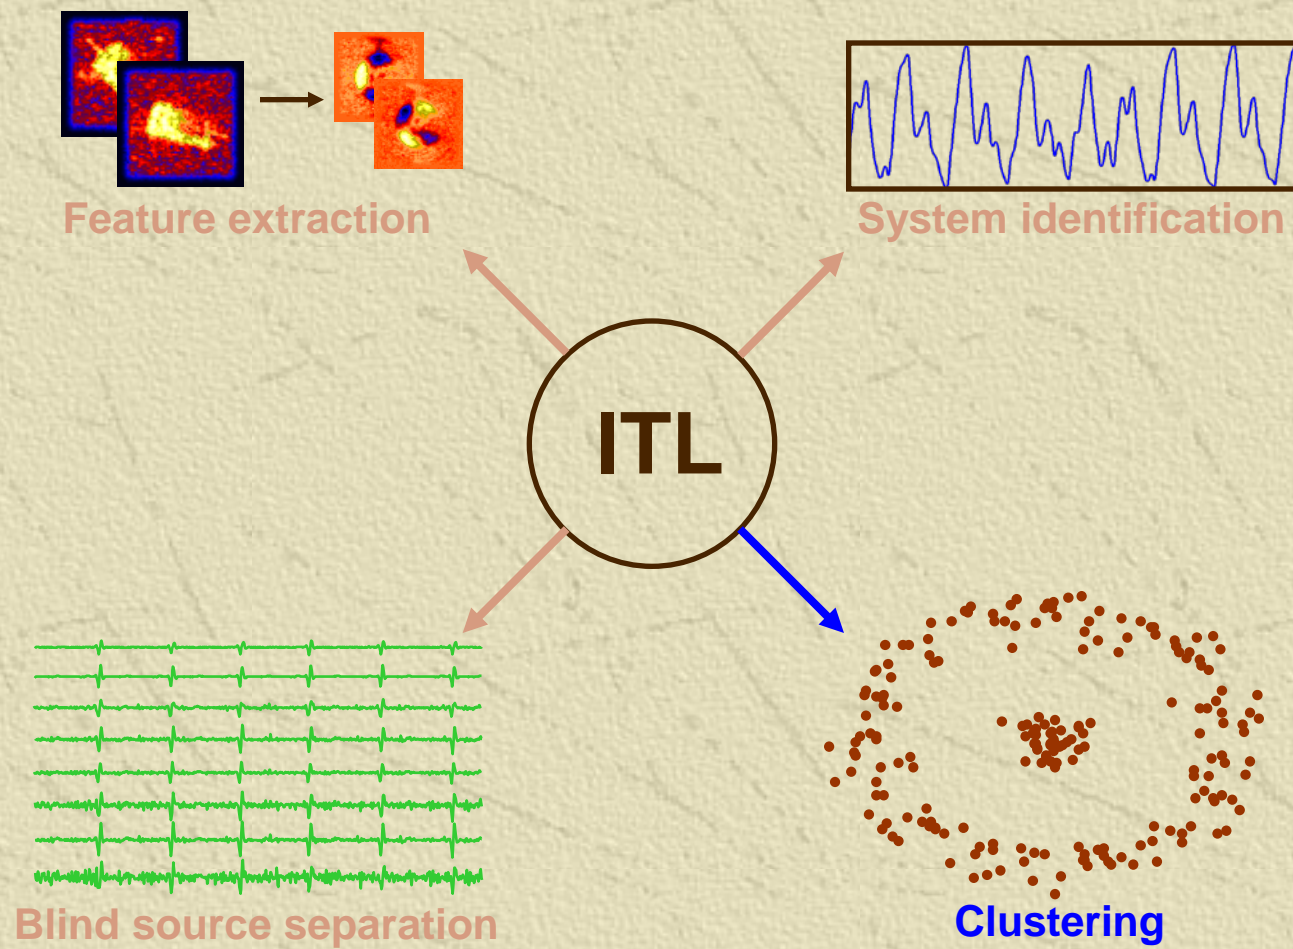 Feature extraction
System identification
ITL
Blind source separation
Clustering